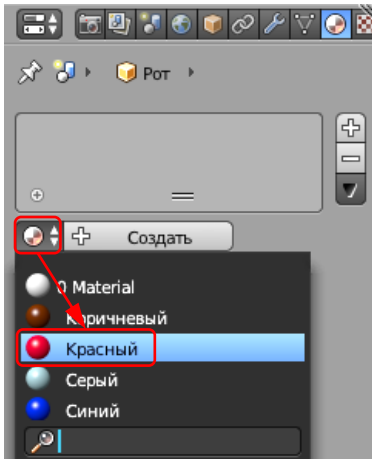 Рот
Создать
0 Material
Коричневый
Красный
Серый
Синий